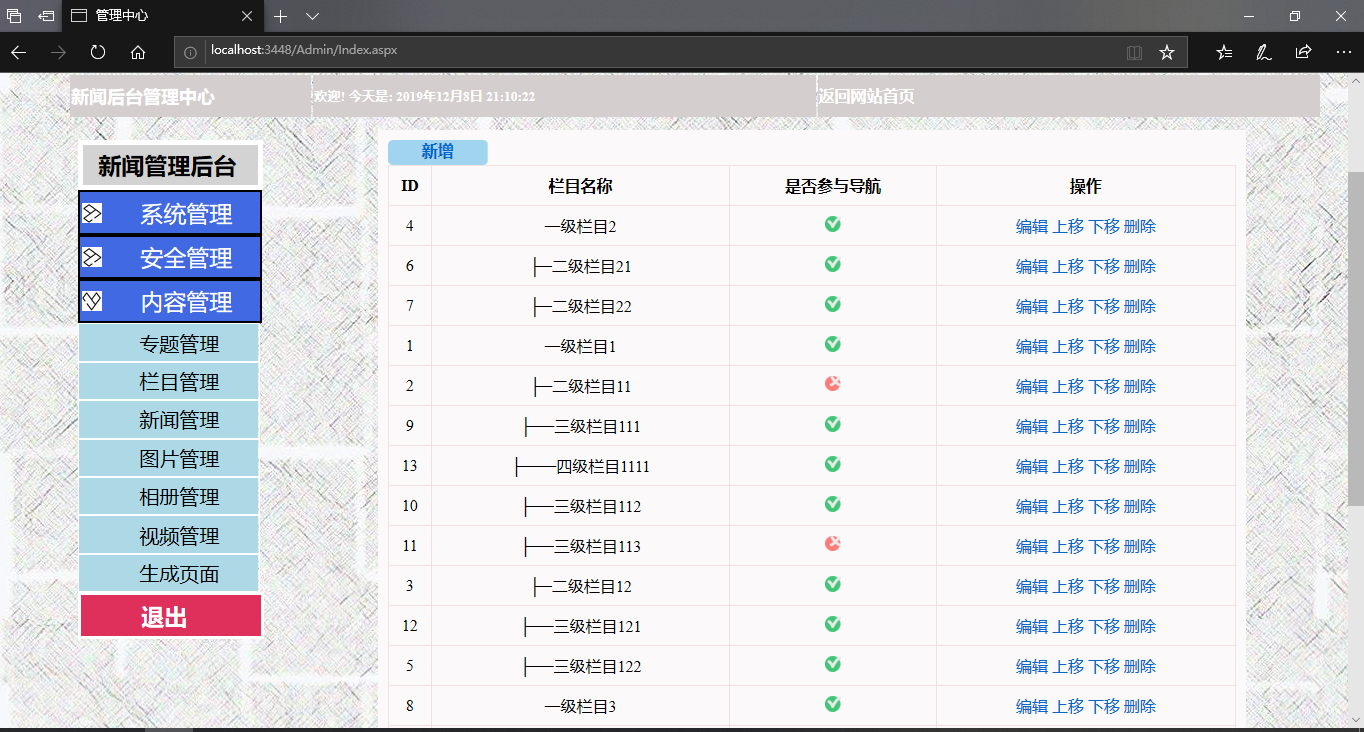 管理中心
localhost:3448/Admin/Index.aspx
新闻后台管理中心 欢迎! 今天是: 2019年12月8日 21:10:22 返回网站首页
新闻管理后台
系统管理
安全管理
内容管理
专题管理
栏目管理
新闻管理
图片管理
相册管理
视频管理
生成页面
退出
新增
ID 栏目名称 是否参与导航 操作
4 一级栏目2 编辑 上移 下移 删除
6 ├─二级栏目21 编辑 上移 下移 删除
7 ├─二级栏目22 编辑 上移 下移 删除
1 一级栏目1 编辑 上移 下移 删除
2 ├─二级栏目11 编辑 上移 下移 删除
9 ├──三级栏目111 编辑 上移 下移 删除
13 ├───四级栏目1111 编辑 上移 下移 删除
10 ├──三级栏目112 编辑 上移 下移 删除
11 ├──三级栏目113 编辑 上移 下移 删除
3 ├─二级栏目12 编辑 上移 下移 删除
12 ├──三级栏目121 编辑 上移 下移 删除
5 ├──三级栏目122 编辑 上移 下移 删除
8 一级栏目3 编辑 上移 下移 删除